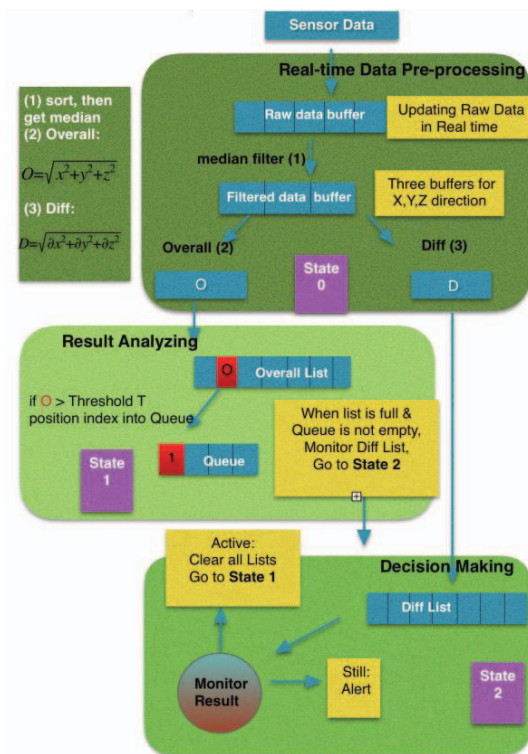 Sensor Data
Real-time Data Pre-processing
(1) sort, then
get median
(2) Overall:
O=√x²+y²+z²
(3) Diff:
D=√∂x²+∂y²+∂z²
Raw data buffer
Updating Raw Data
in Real time
median filter (1)
Filtered data buffer
Three buffers for
X,Y,Z direction
Overall (2)
Diff (3)
O
State
0
D
Result Analyzing
O Overall List
if O > Threshold T
position index into Queue
1 Queue
State
1
When list is full &
Queue is not empty,
Monitor Diff List,
Go to State 2
Active:
Clear all Lists
Go to State 1
Decision Making
Diff List
Monitor
Result
Still:
Alert
State
2